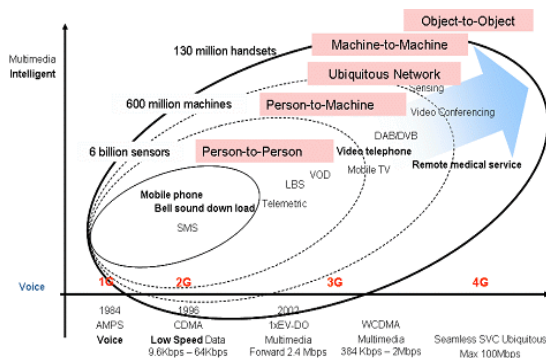 Object-to-Object
130 million handsets
Machine-to-Machine
Multimedia
Intelligent
Ubiquitous Network
Sensing
600 million machines
Person-to-Machine
Video Conferencing
DAB/DVB
6 billion sensors
Person-to-Person
Video telephone
Remote medical service
VOD
Mobile TV
LBS
Mobile phone
Bell sound down load
Telemetric
SMS
Voice
1G
2G
3G
4G
1984
1996
2002
AMPS
CDMA
1xEV-DO
WCDMA
Voice
Low Speed Data
Multimedia
Multimedia
Seamless SVC Ubiquitous
9.6Kbps – 64Kbps
Forward 2.4 Mbps
384 Kbps – 2Mbps
Max 100Mbps